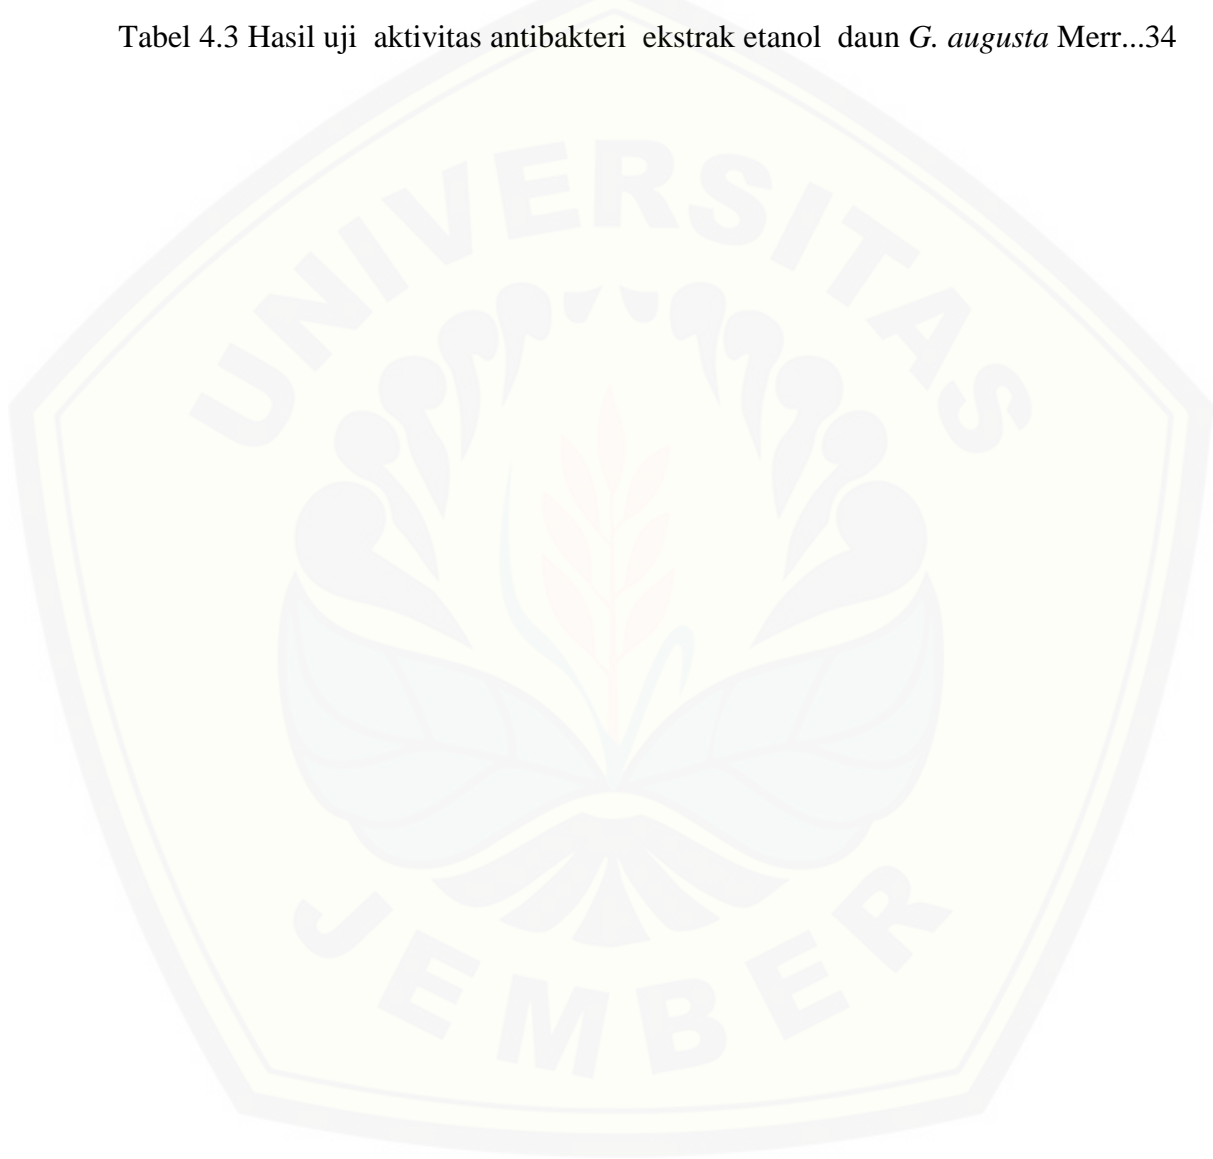 Tabel 4.3 Hasil uji aktivitas antibakteri ekstrak etanol daun G. augusta Merr...34
UNIVERSITAS
JEMBER